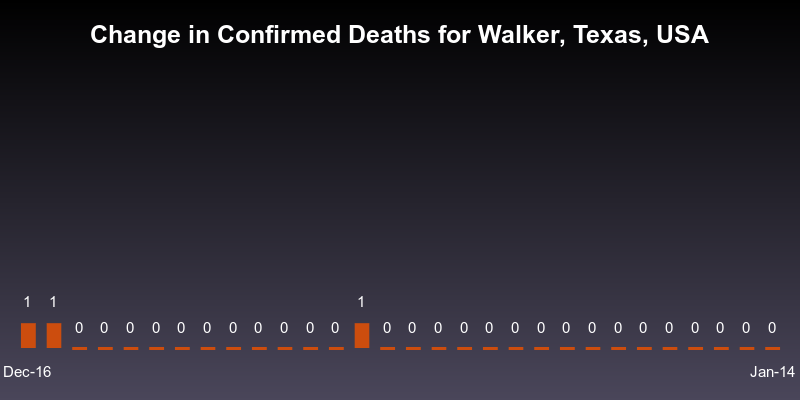 Change in Confirmed Deaths for Walker, Texas, USA
1 1 1
0 0 0 0 0 0 0 0 0 0 0 0 0 0 0 0 0 0 0 0 0 0 0 0 0 0 0
Dec-16 Jan-14